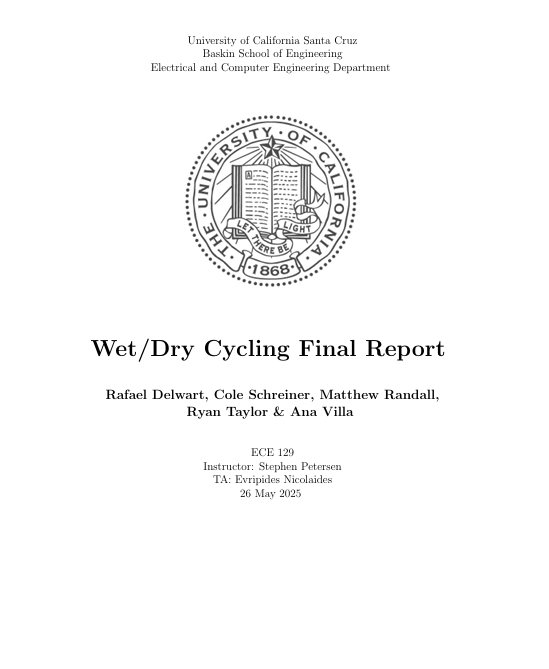 University of California Santa Cruz
Baskin School of Engineering
Electrical and Computer Engineering Department
THE · UNIVERSITY · OF · CALIFORNIA ·
A
LET THERE BE LIGHT
· 1868 ·
Wet/Dry Cycling Final Report
Rafael Delwart, Cole Schreiner, Matthew Randall,
Ryan Taylor & Ana Villa
ECE 129
Instructor: Stephen Petersen
TA: Evripides Nicolaides
26 May 2025